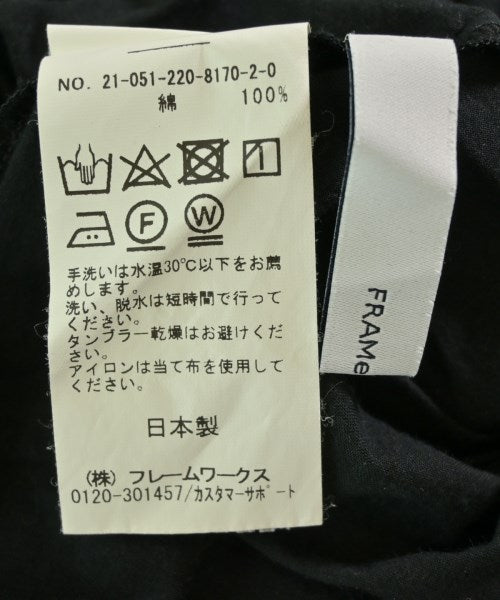 NO. 21-051-220-8170-2-0
綿 100%
F W
手洗いは水温30℃以下をお薦
めします。
洗い、脱水は短時間で行って
ください。
タンブラー乾燥はお避けくだ
さい。
アイロンは当て布を使用して
ください。
日本製
(株) フレームワークス
0120-301457/カスタマーサポート
FRAMe